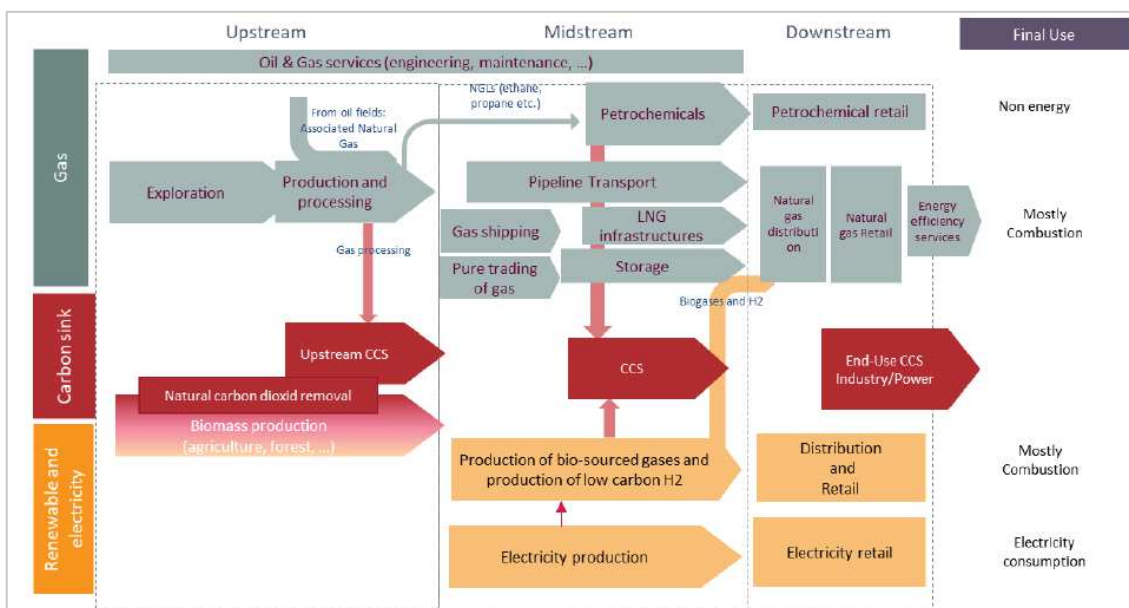 Upstream
Midstream
Downstream
Final Use
Gas
Oil & Gas services (engineering, maintenance, ...)
From oil fields:
Associated Natural
Gas
NGLs (ethane,
propane etc.)
Petrochemicals
Petrochemical retail
Non energy
Exploration
Production and
processing
Pipeline Transport
Gas shipping
LNG
infrastructures
Pure trading
of gas
Storage
Natural
gas
distributi
on
Natural
gas Retail
Energy
efficiency
services
Mostly
Combustion
Gas processing
Biogases and H2
Carbon sink
Upstream CCS
CCS
End-Use CCS
Industry/Power
Natural carbon dioxid removal
Biomass production
(agriculture, forest, ...)
Renewable and
electricity
Production of bio-sourced gases and
production of low carbon H2
Distribution
and
Retail
Mostly
Combustion
Electricity production
Electricity retail
Electricity
consumption